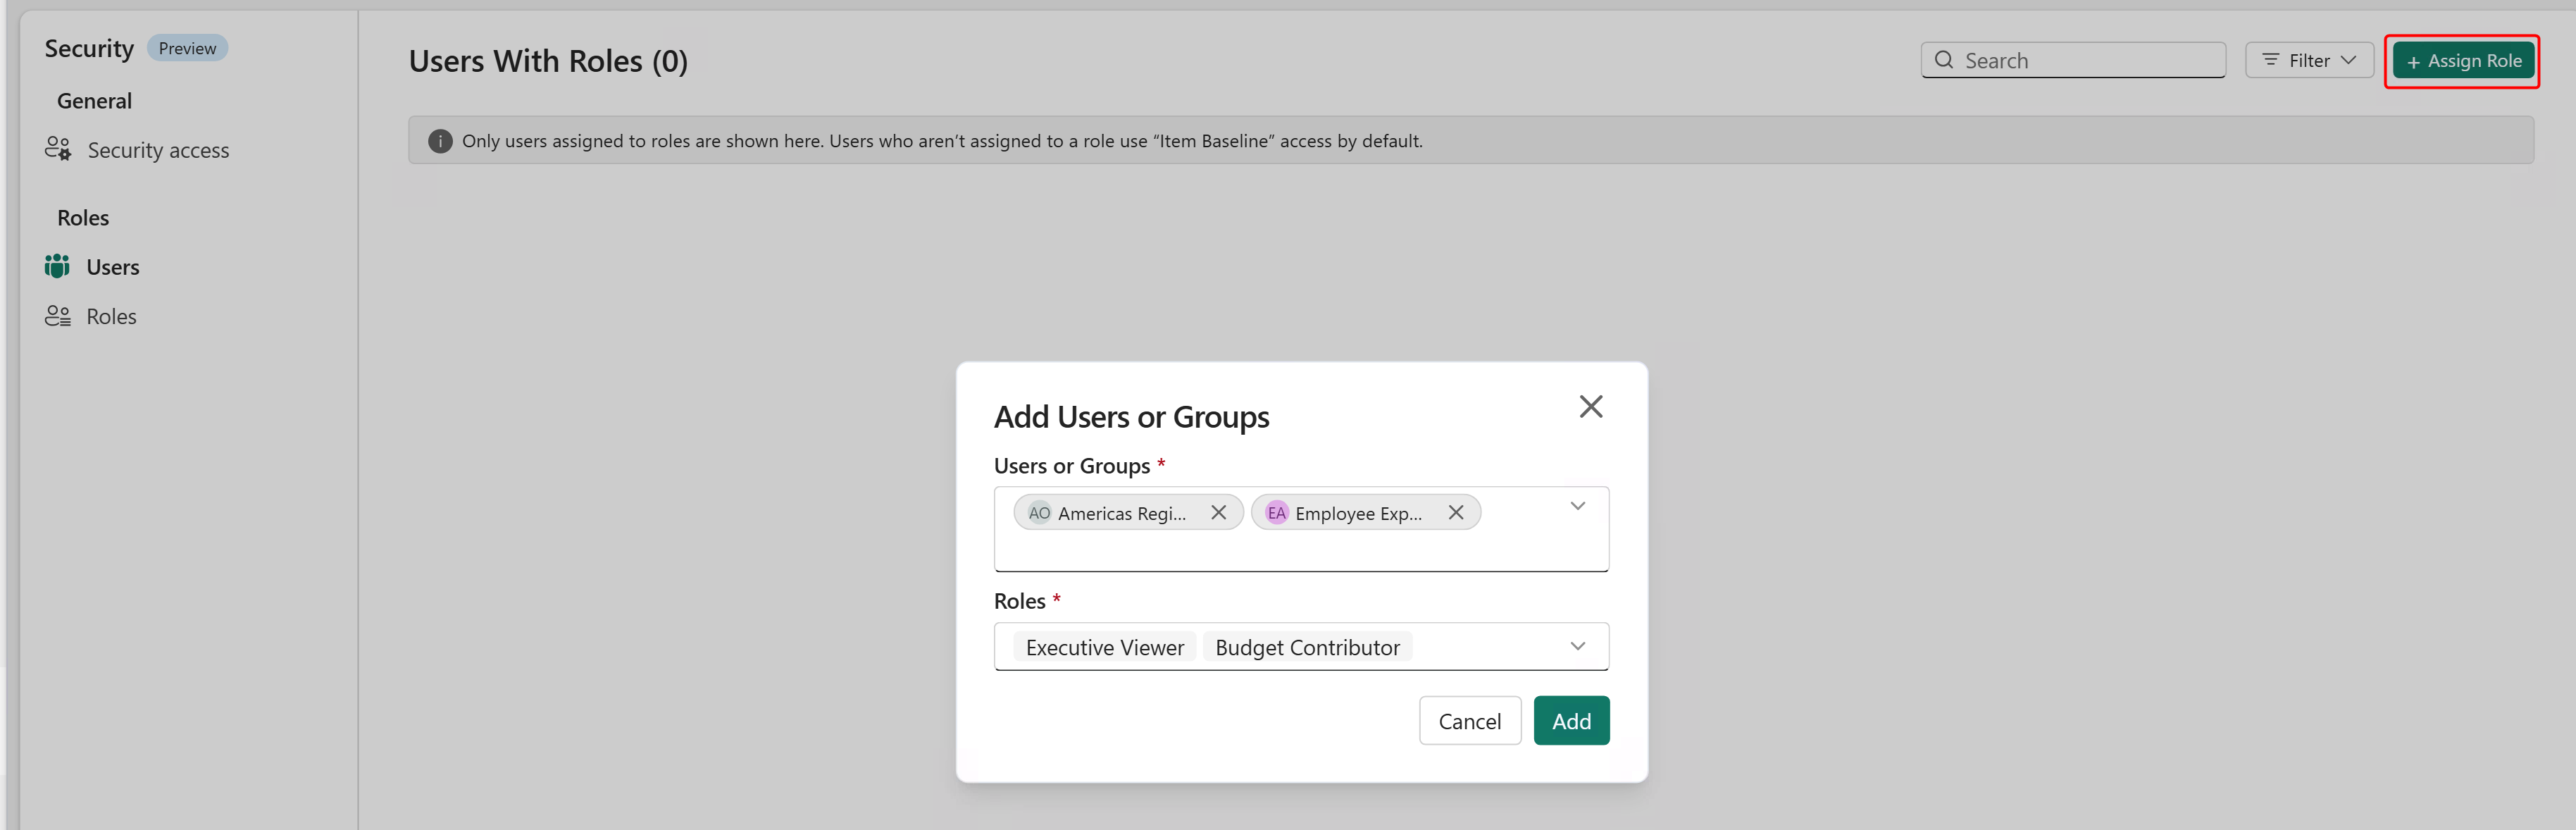 Security Preview
General
Security access
Roles
Users
Roles
Users With Roles (0)
Search
Filter
+ Assign Role
Only users assigned to roles are shown here. Users who aren’t assigned to a role use “Item Baseline” access by default.
Add Users or Groups
Users or Groups *
AO Americas Regi... EA Employee Exp...
Roles *
Executive Viewer Budget Contributor
Cancel Add